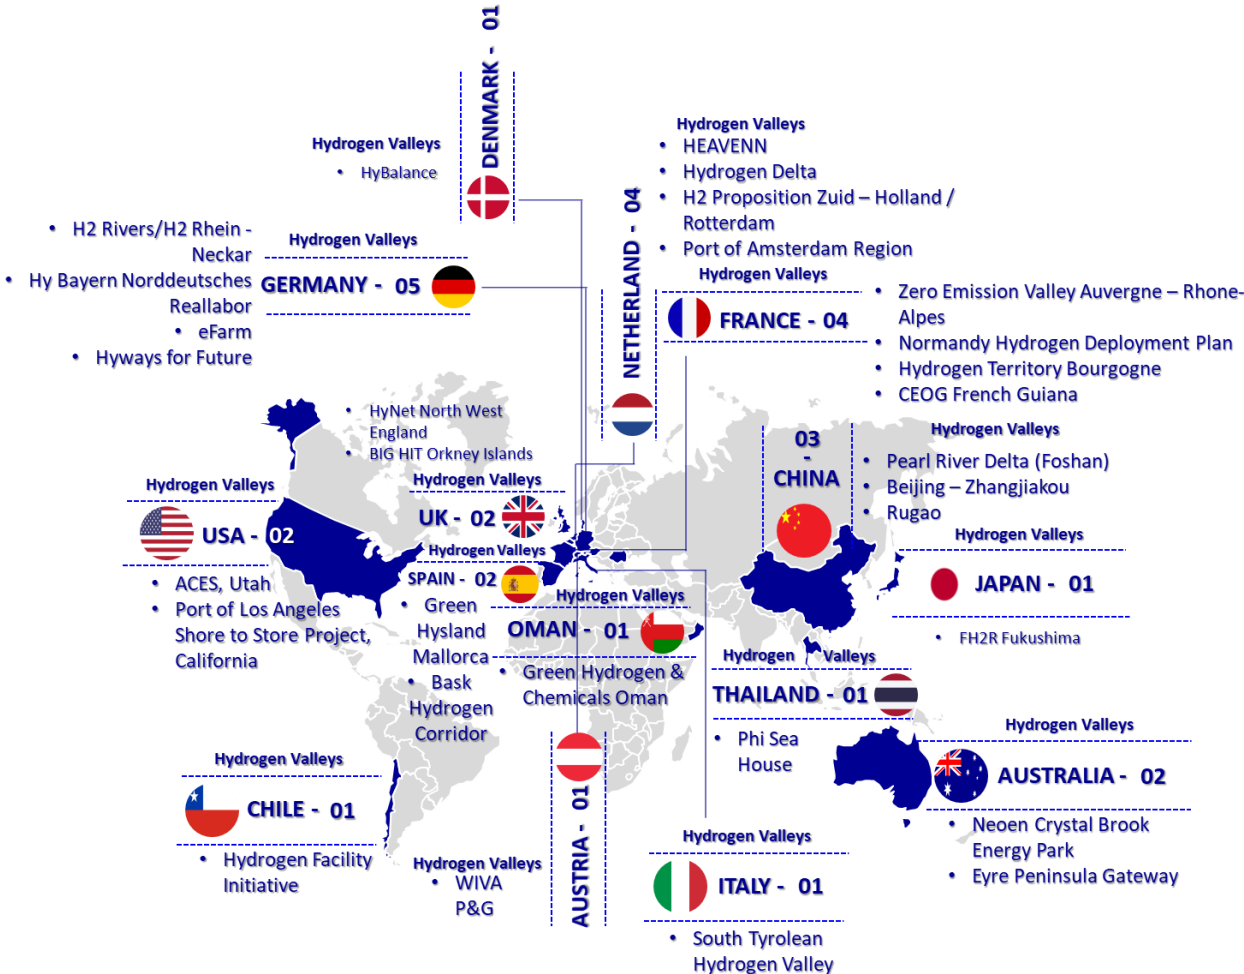 DENMARK - 01
Hydrogen Valleys
• HyBalance
Hydrogen Valleys
• HEAVENN
• Hydrogen Delta
• H2 Proposition Zuid – Holland /
Rotterdam
• Port of Amsterdam Region
NETHERLAND - 04
• H2 Rivers/H2 Rhein -
Neckar
• Hy Bayern Norddeutsches
Reallabor
• eFarm
• Hyways for Future
Hydrogen Valleys
GERMANY - 05
Hydrogen Valleys
FRANCE - 04
• Zero Emission Valley Auvergne – Rhone-
Alpes
• Normandy Hydrogen Deployment Plan
• Hydrogen Territory Bourgogne
• CEOG French Guiana
• HyNet North West
England
• BIG HIT Orkney Islands
Hydrogen Valleys
UK - 02
03
-
CHINA
Hydrogen Valleys
• Pearl River Delta (Foshan)
• Beijing – Zhangjiakou
• Rugao
Hydrogen Valleys
USA - 02
• ACES, Utah
• Port of Los Angeles
Shore to Store Project,
California
Hydrogen Valleys
SPAIN - 02
• Green
Hysland
Mallorca
• Bask
Hydrogen
Corridor
Hydrogen Valleys
JAPAN - 01
• FH2R Fukushima
Hydrogen Valleys
OMAN - 01
• Green Hydrogen &
Chemicals Oman
Hydrogen Valleys
THAILAND - 01
• Phi Sea
House
Hydrogen Valleys
AUSTRALIA - 02
• Neoen Crystal Brook
Energy Park
• Eyre Peninsula Gateway
Hydrogen Valleys
CHILE - 01
• Hydrogen Facility
Initiative
Hydrogen Valleys
• WIVA
P&G
AUSTRIA - 01
Hydrogen Valleys
ITALY - 01
• South Tyrolean
Hydrogen Valley